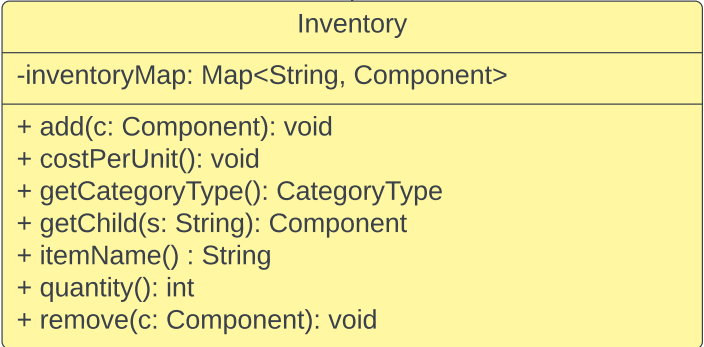 Inventory
-inventoryMap: Map<String, Component>
+ add(c: Component): void
+ costPerUnit(): void
+ getCategoryType(): CategoryType
+ getChild(s: String): Component
+ itemName() : String
+ quantity(): int
+ remove(c: Component): void